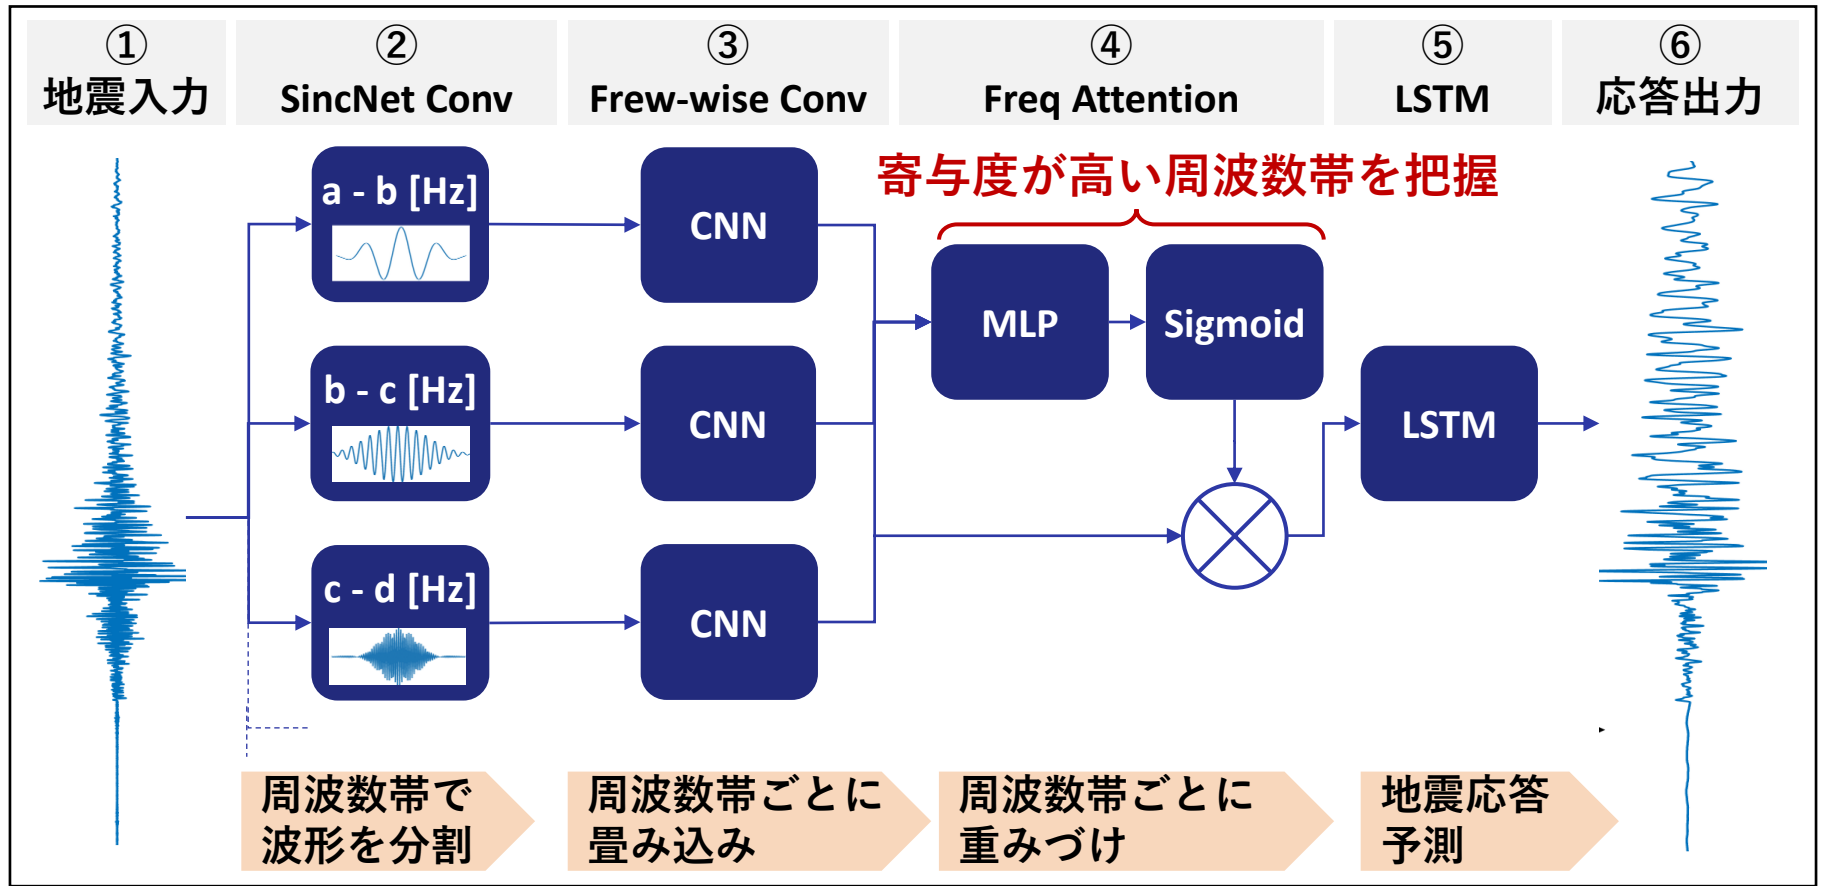 ①
地震入力
②
SincNet Conv
③
Frew-wise Conv
④
Freq Attention
⑤
LSTM
⑥
応答出力
寄与度が高い周波数帯を把握
a - b [Hz]
CNN
MLP
Sigmoid
b - c [Hz]
CNN
LSTM
c - d [Hz]
CNN
周波数帯で
波形を分割
周波数帯ごとに
畳み込み
周波数帯ごとに
重みづけ
地震応答
予測